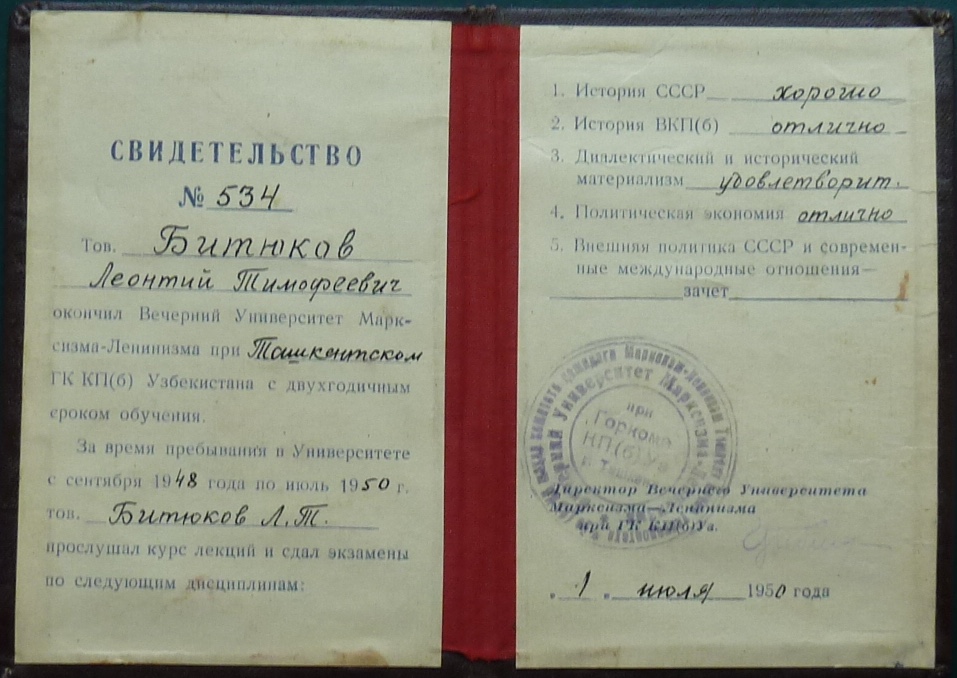 СВИДЕТЕЛЬСТВО
№ 534
Тов. Битюков
Леонтий Тимофеевич
окончил Вечерний Университет Марк-
сизма-Ленинизма при Ташкентском
ГК КП(б) Узбекистана с двухгодичным
сроком обучения.
За время пребывания в Университете
с сентября 1948 года по июль 1950 г.
тов. Битюков Л.Т.
прослушал курс лекций и сдал экзамены
по следующим дисциплинам:
1. История СССР хорошо
2. История ВКП(б) отлично
3. Диалектический и исторический
материализм удовлетворит.
4. Политическая экономия отлично
5. Внешняя политика СССР и современ-
ные международные отношения—
зачет
при
Горкоме
КП(б)Уз
Директор Вечернего Университета
Марксизма—Ленинизма
при ГК КП(б)Уз.
„ 1 „ июля 1950 года